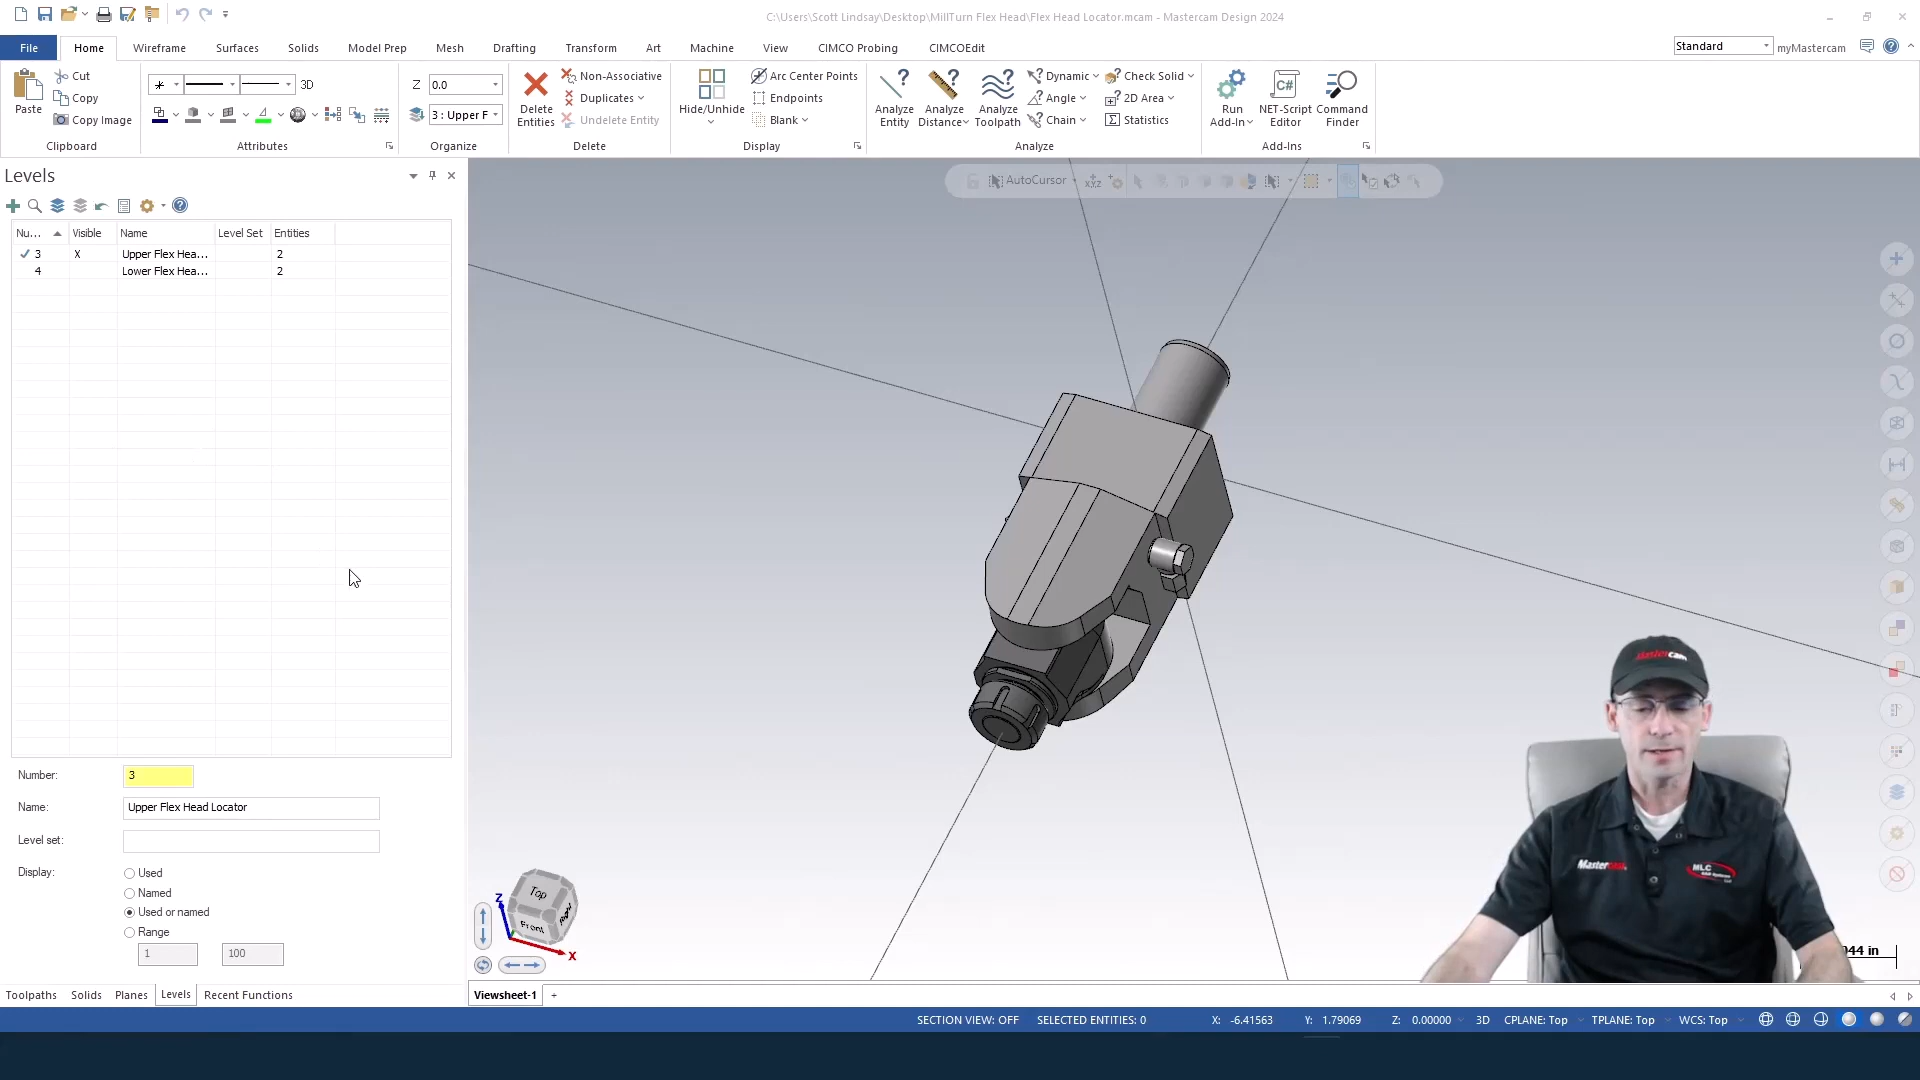 C:\Users\Scott Lindsay\Desktop\MillTurn Flex Head\Flex Head Locator.mcam - Mastercam Design 2024
File Home Wireframe Surfaces Solids Model Prep Mesh Drafting Transform Art Machine View CIMCO Probing CIMCOEdit Standard myMastercam
Cut
Copy
Copy Image
Paste
Clipboard
3D
Attributes
Z 0.0
3 : Upper F
Organize
Delete Entities
Non-Associative
Duplicates
Undelete Entity
Delete
Hide/Unhide
Arc Center Points
Endpoints
Blank
Display
Analyze Entity
Analyze Distance
Analyze Toolpath
Dynamic
Angle
Chain
Check Solid
2D Area
Statistics
Analyze
Run Add-In
C#
NET-Script Editor
Command Finder
Add-Ins
Levels
AutoCursor
Nu... Visible Name Level Set Entities
3 X Upper Flex Hea... 2
4 Lower Flex Hea... 2
Number: 3
Name: Upper Flex Head Locator
Level set:
Display: Used
Named
Used or named
Range
1 100
Toolpaths Solids Planes Levels Recent Functions
Top
Front
Right
Z
X
Mastercam
Mastercam
MLC
44 in
Viewsheet-1 +
SECTION VIEW: OFF SELECTED ENTITIES: 0 X: -6.41563 Y: 1.79069 Z: 0.00000 3D CPLANE: Top TPLANE: Top WCS: Top